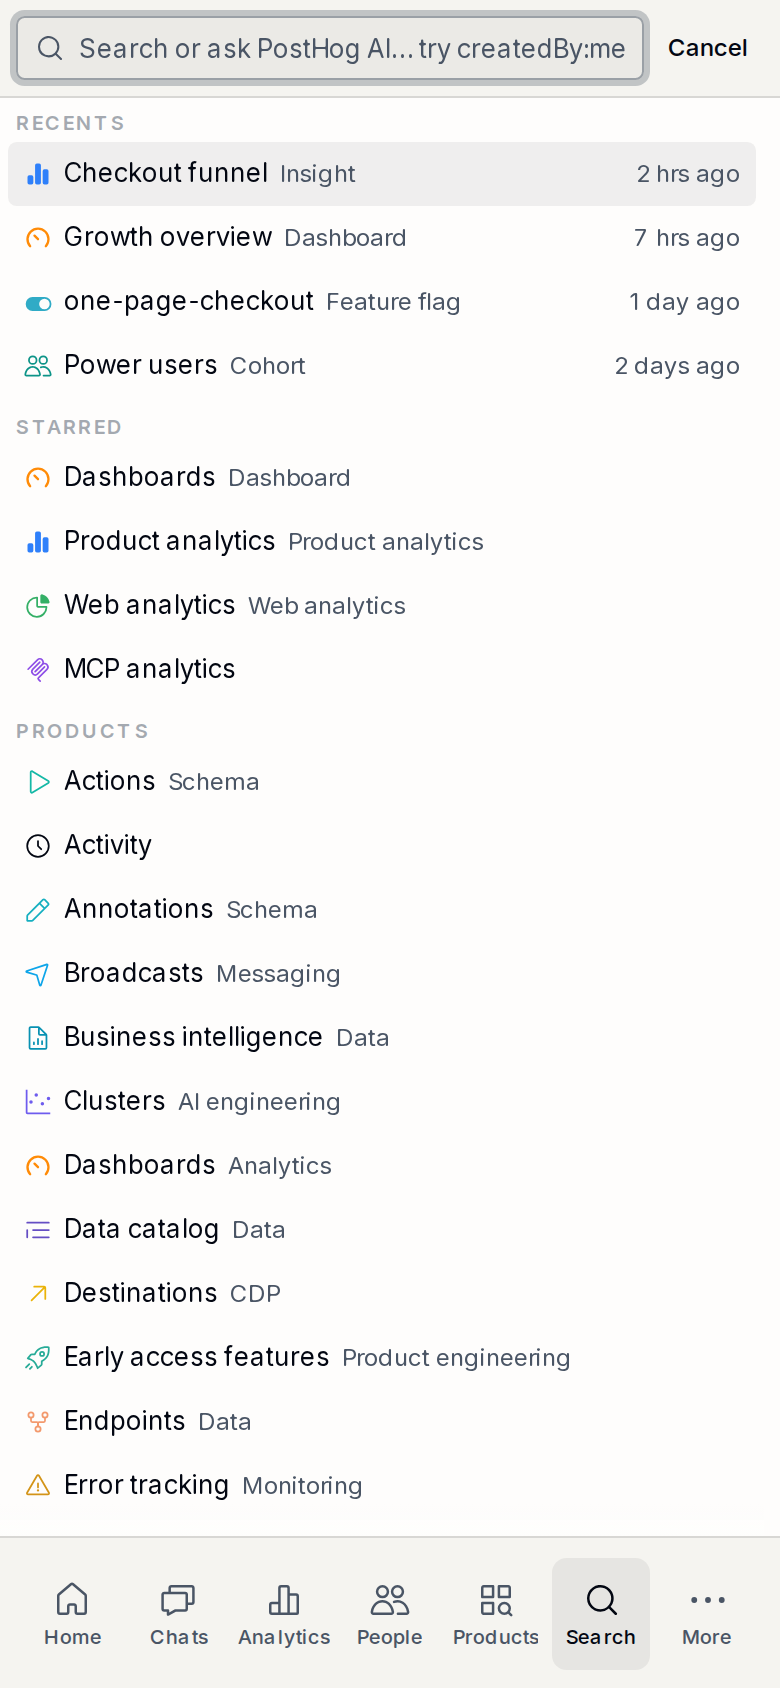 Search or ask PostHog AI... try createdBy:me
Cancel
RECENTS
Checkout funnel Insight 2 hrs ago
Growth overview Dashboard 7 hrs ago
one-page-checkout Feature flag 1 day ago
Power users Cohort 2 days ago
STARRED
Dashboards Dashboard
Product analytics Product analytics
Web analytics Web analytics
MCP analytics
PRODUCTS
Actions Schema
Activity
Annotations Schema
Broadcasts Messaging
Business intelligence Data
Clusters AI engineering
Dashboards Analytics
Data catalog Data
Destinations CDP
Early access features Product engineering
Endpoints Data
Error tracking Monitoring
Home Chats Analytics People Products Search More